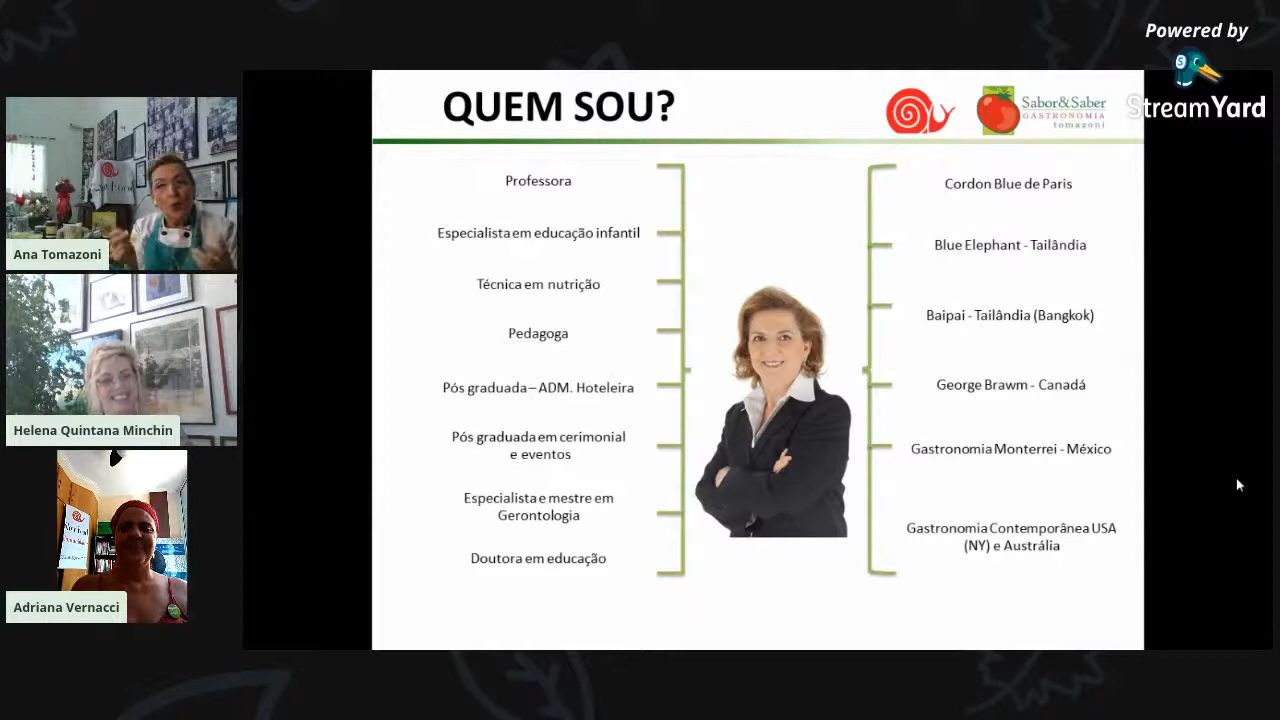 Powered by
StreamYard
QUEM SOU?
Sabor&Saber
GASTRONOMIA
tomazoni
Professora
Especialista em educação infantil
Técnica em nutrição
Pedagoga
Pós graduada – ADM. Hoteleira
Pós graduada em cerimonial
e eventos
Especialista e mestre em
Gerontologia
Doutora em educação
Cordon Blue de Paris
Blue Elephant - Tailândia
Baipai - Tailândia (Bangkok)
George Brawm - Canadá
Gastronomia Monterrei - México
Gastronomia Contemporânea USA
(NY) e Austrália
Ana Tomazoni
Helena Quintana Minchin
Adriana Vernacci